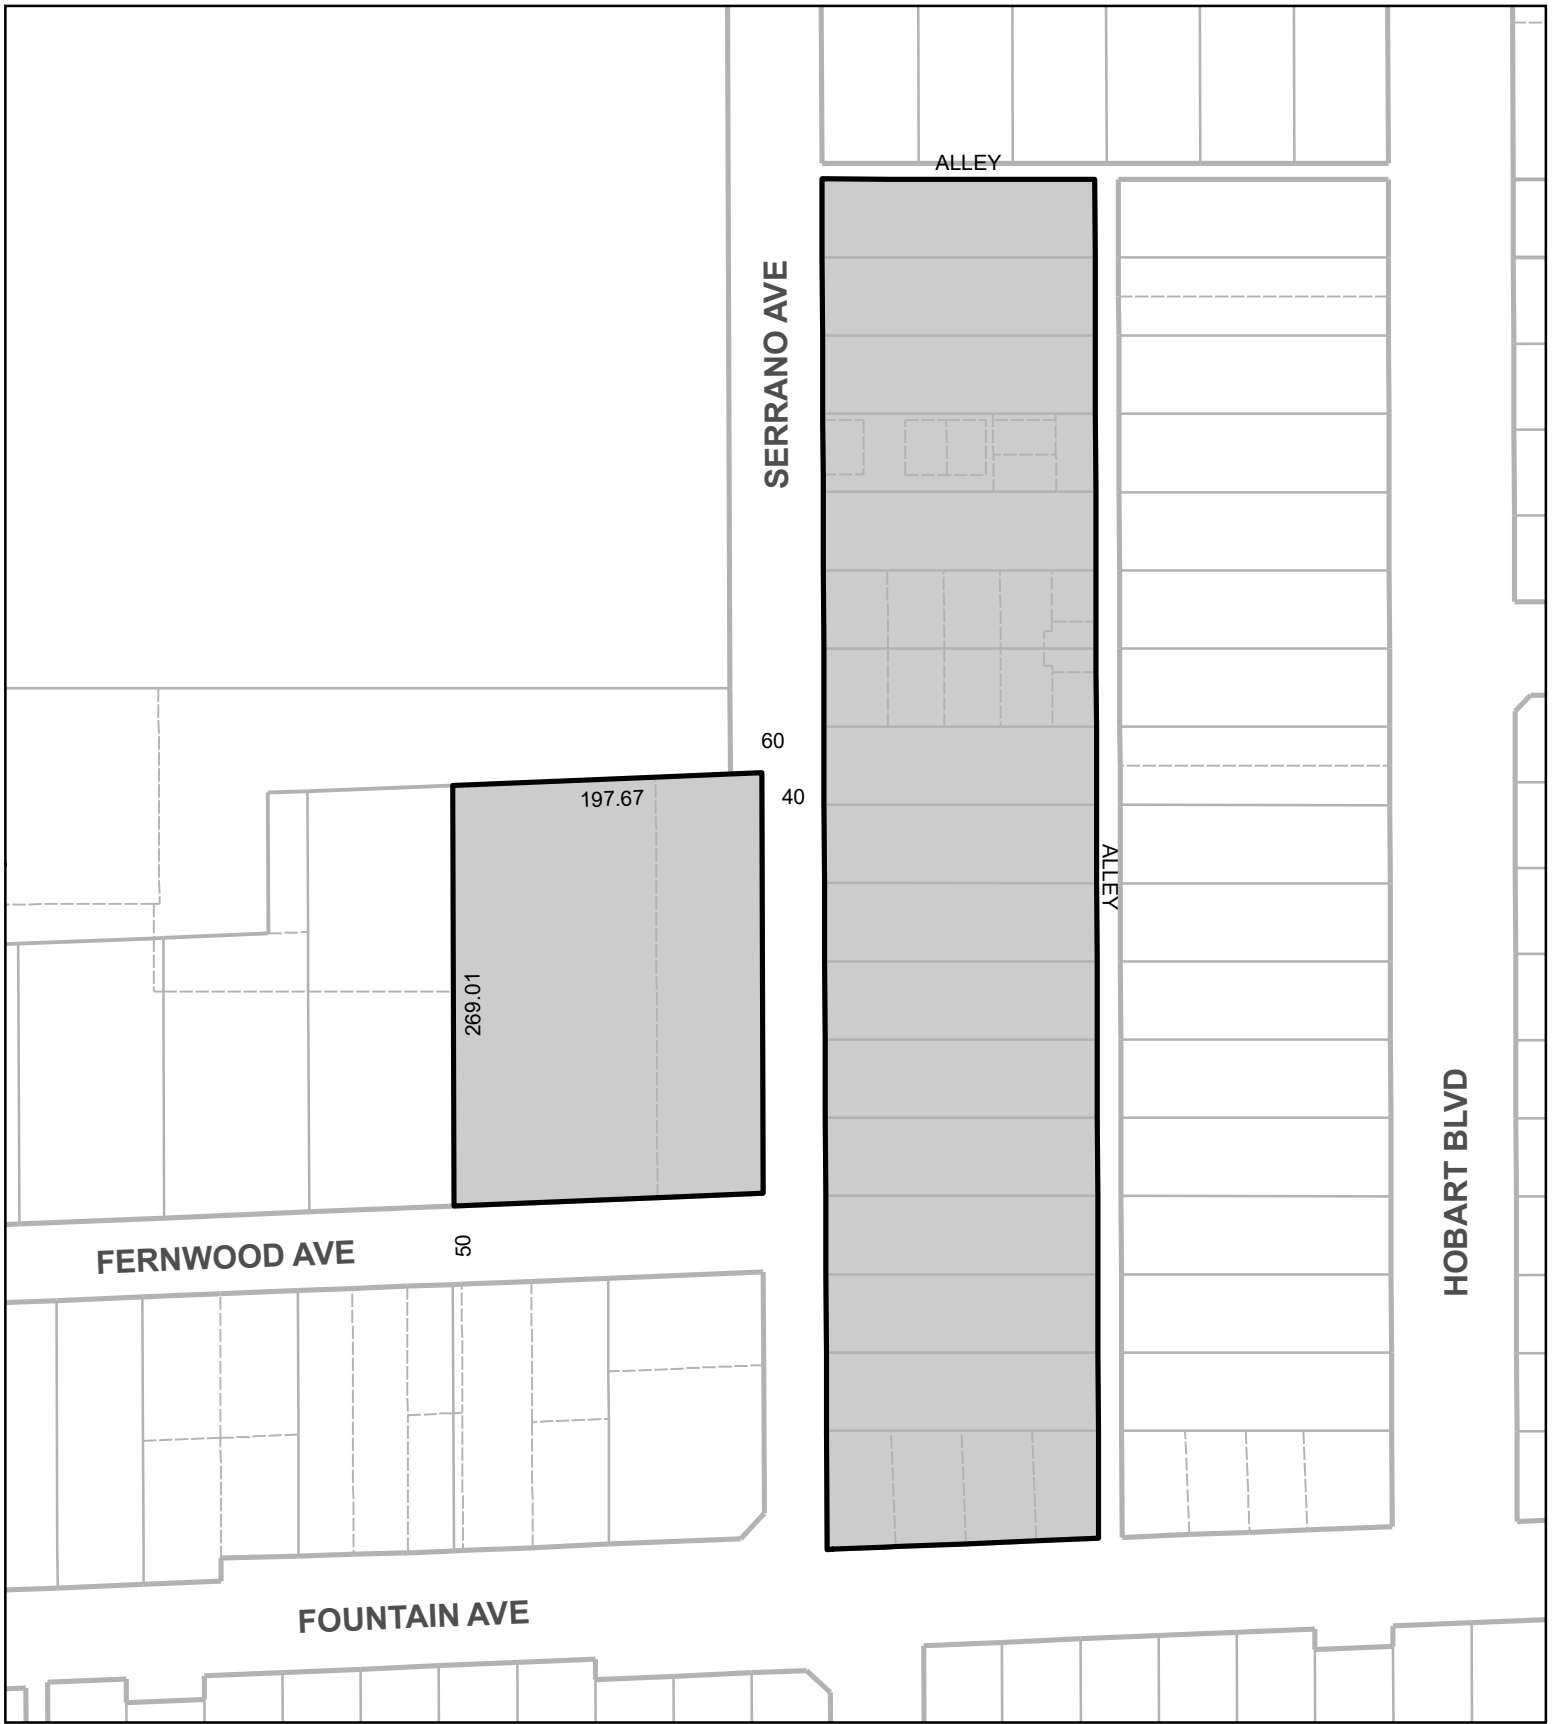 ALLEY
SERRANO AVE
60
197.67
40
ALLEY
269.01
HOBART BLVD
FERNWOOD AVE
50
FOUNTAIN AVE